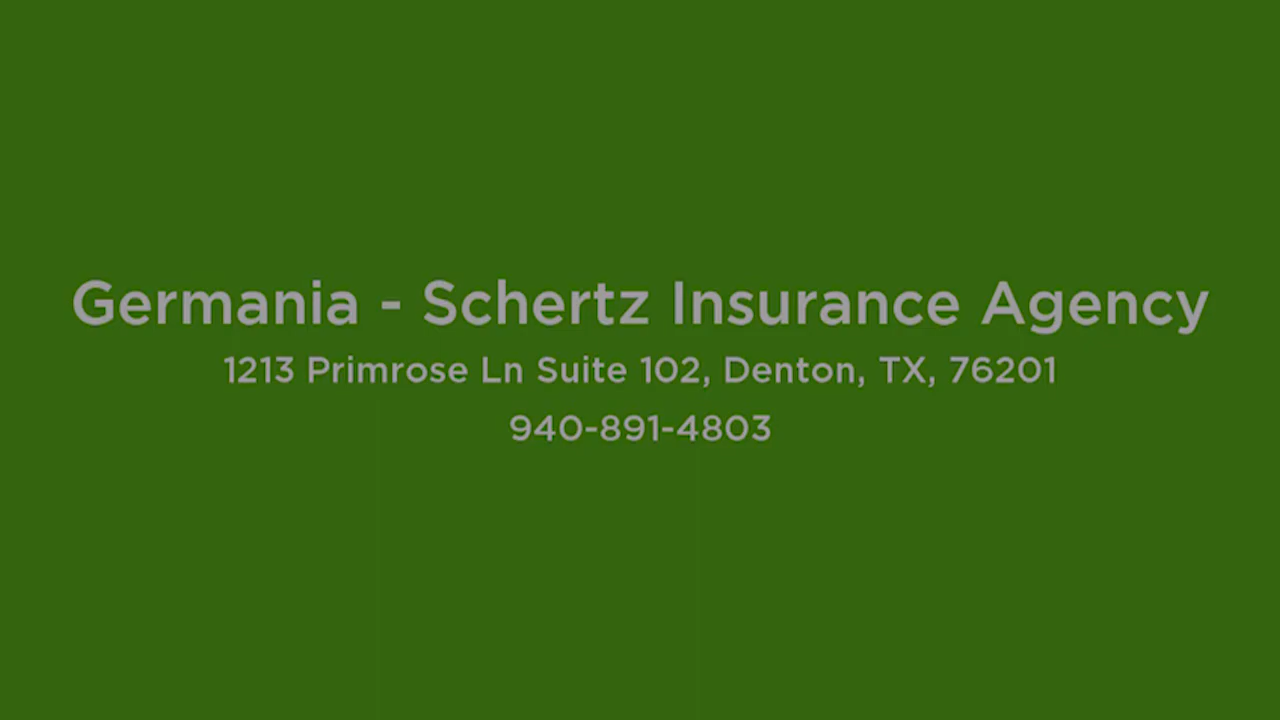 Germania - Schertz Insurance Agency
1213 Primrose Ln Suite 102, Denton, TX, 76201
940-891-4803